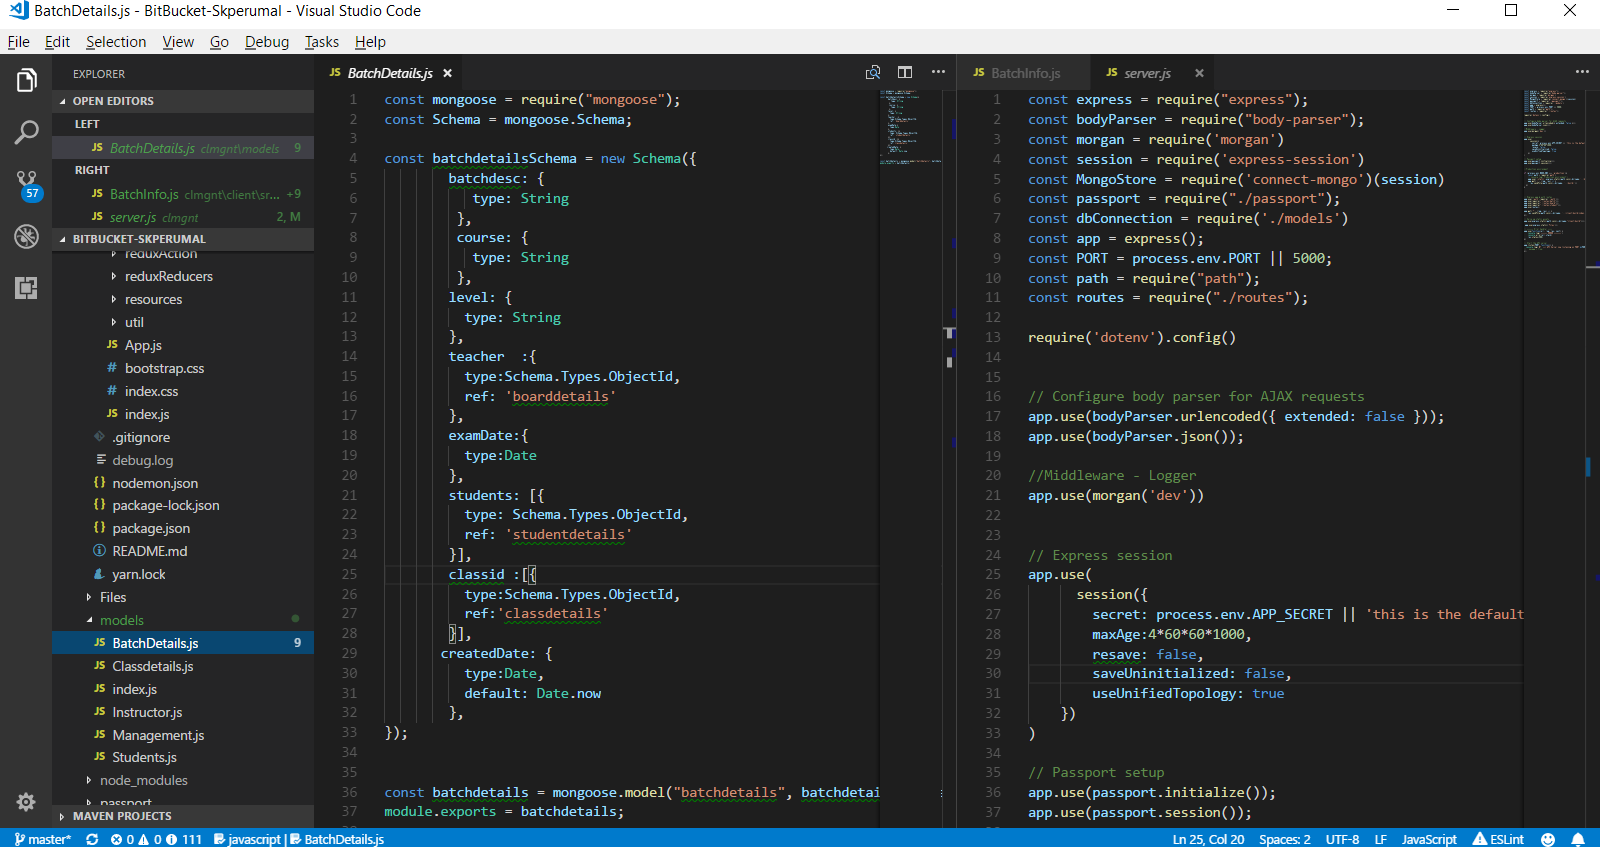 BatchDetails.js - BitBucket-Skperumal - Visual Studio Code
File Edit Selection View Go Debug Tasks Help
EXPLORER
OPEN EDITORS
LEFT
JS BatchDetails.js clmgnt\models 9
RIGHT
JS BatchInfo.js clmgnt\client\sr... +9
JS server.js clmgnt 2, M
57
BITBUCKET-SKPERUMAL
reduxAction
reduxReducers
resources
util
JS App.js
# bootstrap.css
# index.css
JS index.js
.gitignore
debug.log
{} nodemon.json
{} package-lock.json
{} package.json
README.md
yarn.lock
Files
models
JS BatchDetails.js 9
JS Classdetails.js
JS index.js
JS Instructor.js
JS Management.js
JS Students.js
node_modules
passport
MAVEN PROJECTS
JS BatchDetails.js ×
1 const mongoose = require("mongoose");
2 const Schema = mongoose.Schema;
3
4 const batchdetailsSchema = new Schema({
5 batchdesc: {
6 type: String
7 },
8 course: {
9 type: String
10 },
11 level: {
12 type: String
13 },
14 teacher :{
15 type:Schema.Types.ObjectId,
16 ref: 'boarddetails'
17 },
18 examDate:{
19 type:Date
20 },
21 students: [{
22 type: Schema.Types.ObjectId,
23 ref: 'studentdetails'
24 }],
25 classid :[{
26 type:Schema.Types.ObjectId,
27 ref:'classdetails'
28 }],
29 createdDate: {
30 type:Date,
31 default: Date.now
32 },
33 });
34
35
36 const batchdetails = mongoose.model("batchdetails", batchdetai
37 module.exports = batchdetails;
JS BatchInfo.js JS server.js ×
1 const express = require("express");
2 const bodyParser = require("body-parser");
3 const morgan = require('morgan')
4 const session = require('express-session')
5 const MongoStore = require('connect-mongo')(session)
6 const passport = require("./passport");
7 const dbConnection = require('./models')
8 const app = express();
9 const PORT = process.env.PORT || 5000;
10 const path = require("path");
11 const routes = require("./routes");
12
13 require('dotenv').config()
14
15
16 // Configure body parser for AJAX requests
17 app.use(bodyParser.urlencoded({ extended: false }));
18 app.use(bodyParser.json());
19
20 //Middleware - Logger
21 app.use(morgan('dev'))
22
23
24 // Express session
25 app.use(
26 session({
27 secret: process.env.APP_SECRET || 'this is the default
28 maxAge:4*60*60*1000,
29 resave: false,
30 saveUninitialized: false,
31 useUnifiedTopology: true
32 })
33 )
34
35 // Passport setup
36 app.use(passport.initialize());
37 app.use(passport.session());
master* 0 0 111 javascript | BatchDetails.js Ln 25, Col 20 Spaces: 2 UTF-8 LF JavaScript ESLint